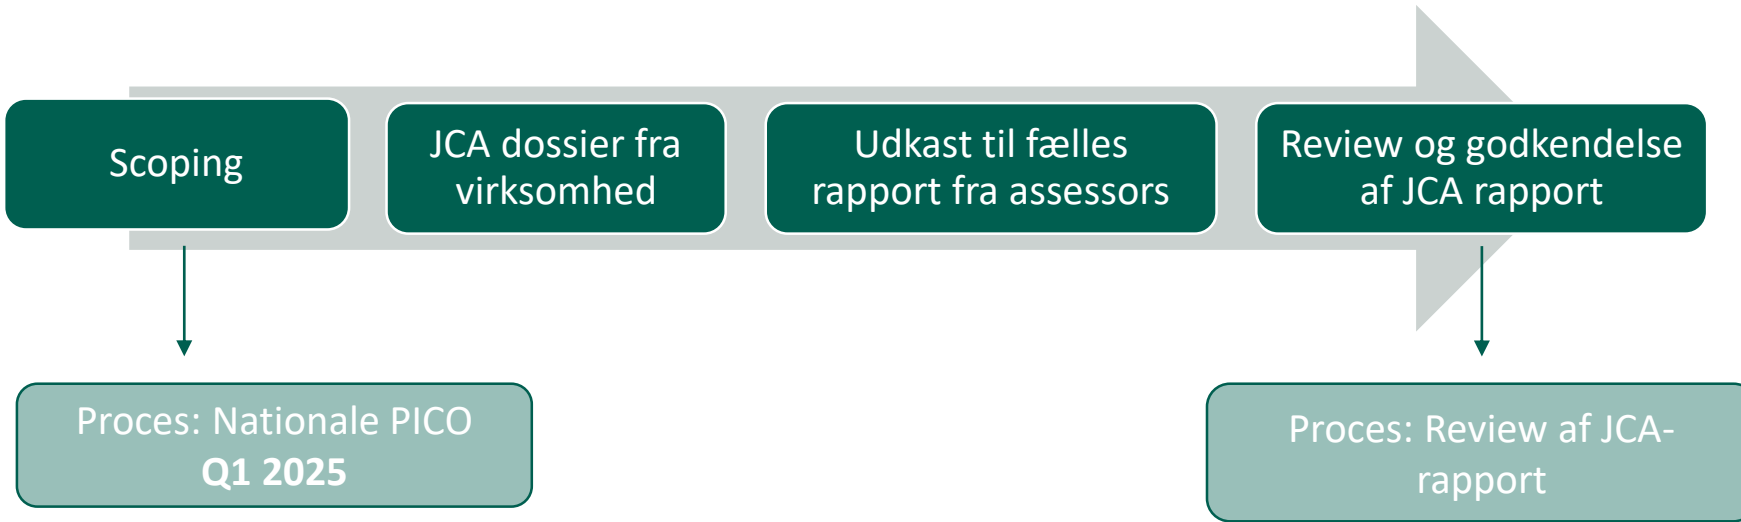 Scoping
JCA dossier fra
virksomhed
Udkast til fælles
rapport fra assessors
Review og godkendelse
af JCA rapport
Proces: Nationale PICO
Q1 2025
Proces: Review af JCA-
rapport